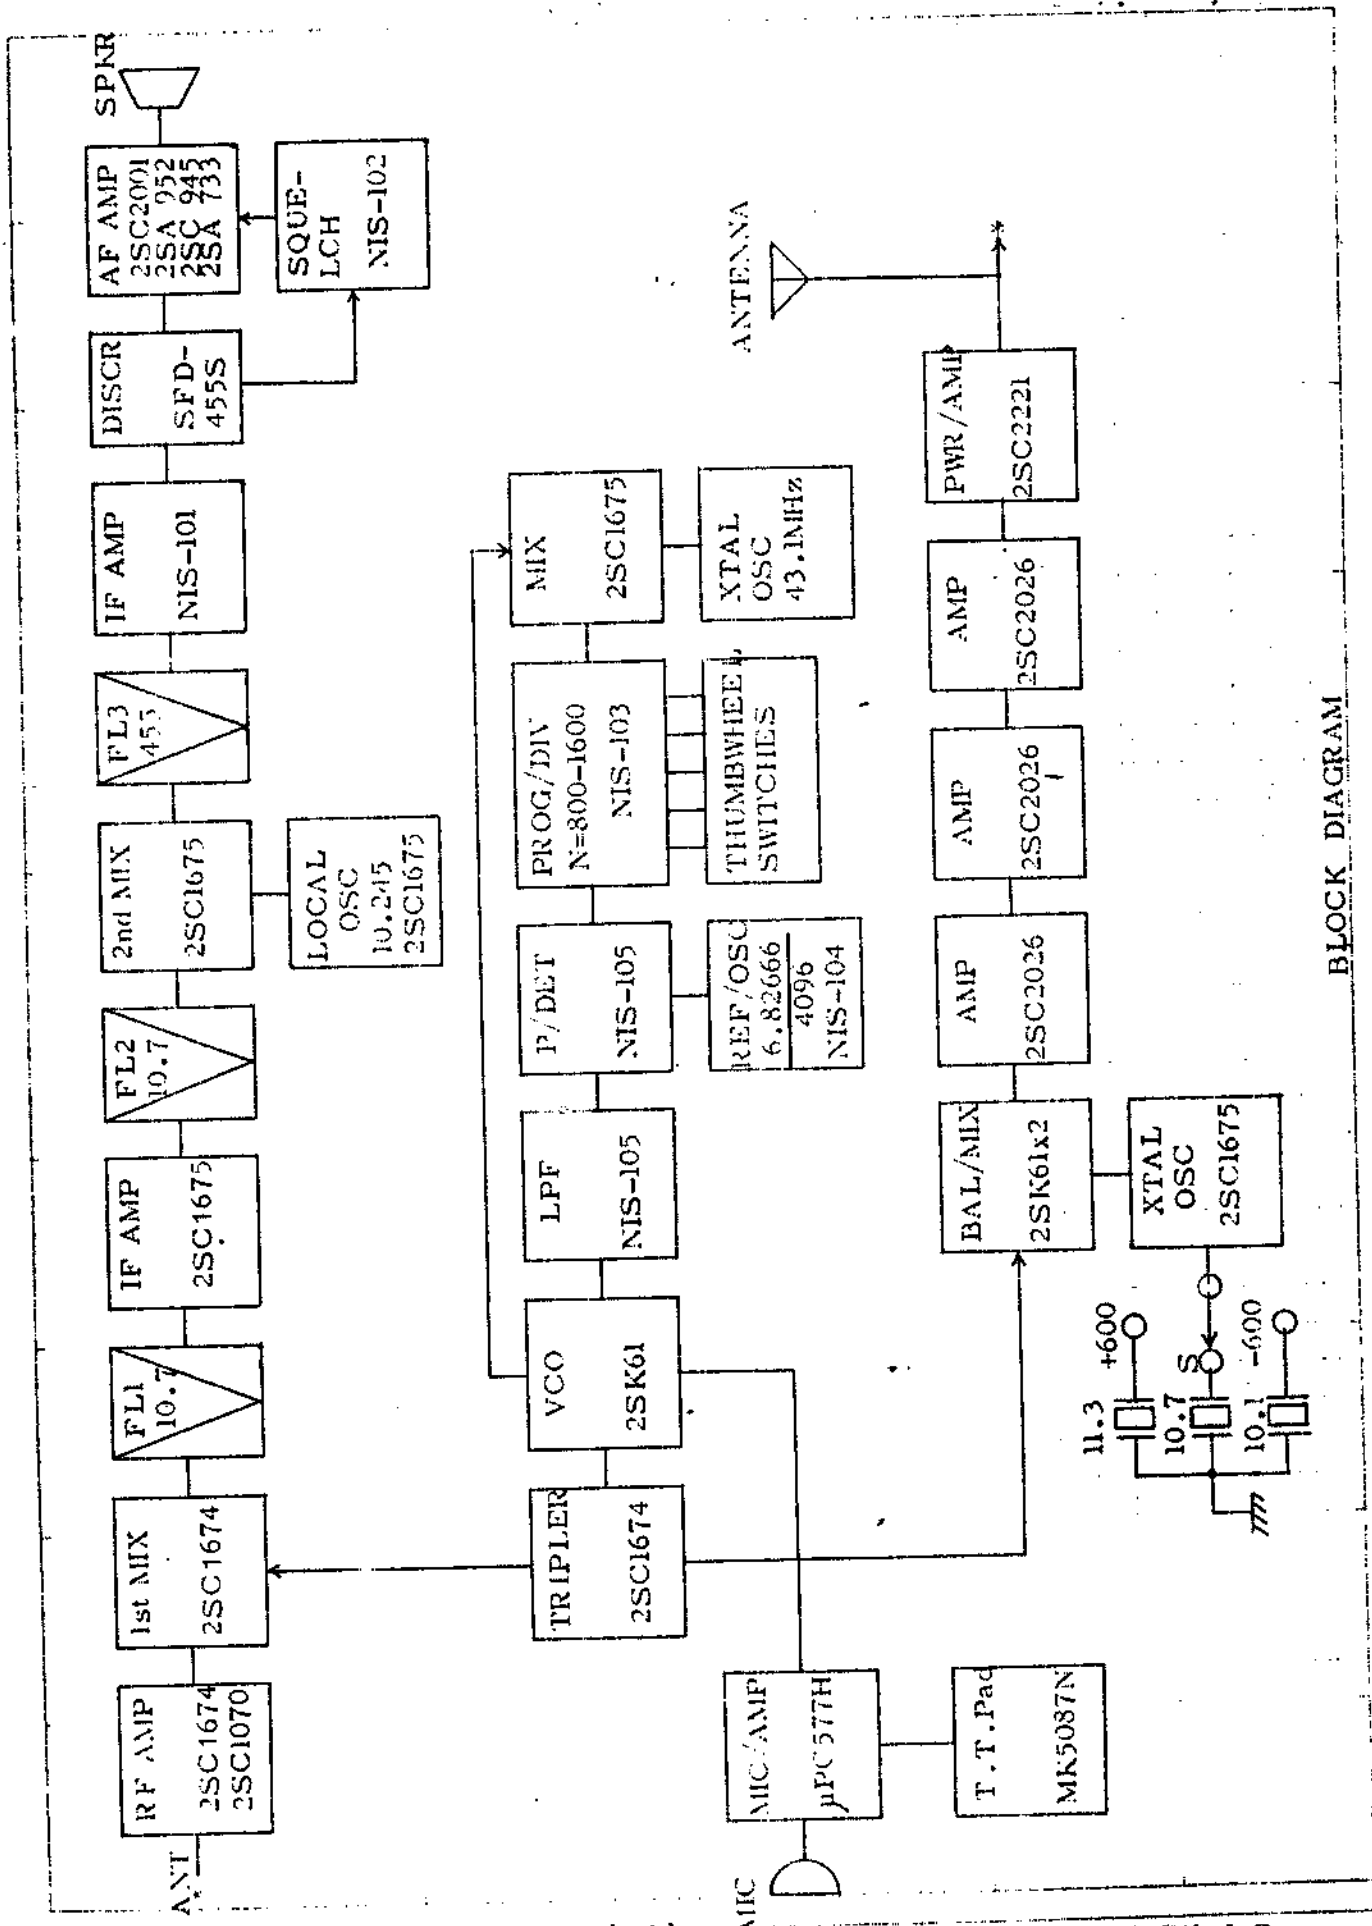 ANT
RF AMP
2SC1674
2SC1070
1st MIX
2SC1674
FL1
10.7
IF AMP
2SC1675
FL2
10.7
2nd MIX
2SC1675
LOCAL
OSC
10.245
2SC1675
FL3
455
IF AMP
NIS-101
DISCR
SFD-
455S
AF AMP
2SC2001
2SA 952
2SC 945
2SA 733
SPKR
SQUE-
LCH
NIS-102
TRIPLER
2SC1674
VCO
2SK61
LPF
NIS-105
P/DET
NIS-105
REF/OSC
6.82666
4096
NIS-104
PROG/DIV
N=800-1600
NIS-103
THUMBWHEEL
SWITCHES
MIX
2SC1675
XTAL
OSC
43.1MHz
MIC
MIC/AMP
µPC577H
T.T.Pad
MK5087N
BAL/MIX
2SK61x2
XTAL
OSC
2SC1675
11.3
+600
10.7
S
10.1
-600
AMP
2SC2026
AMP
2SC2026
AMP
2SC2026
PWR/AMP
2SC2221
ANTENNA
BLOCK DIAGRAM